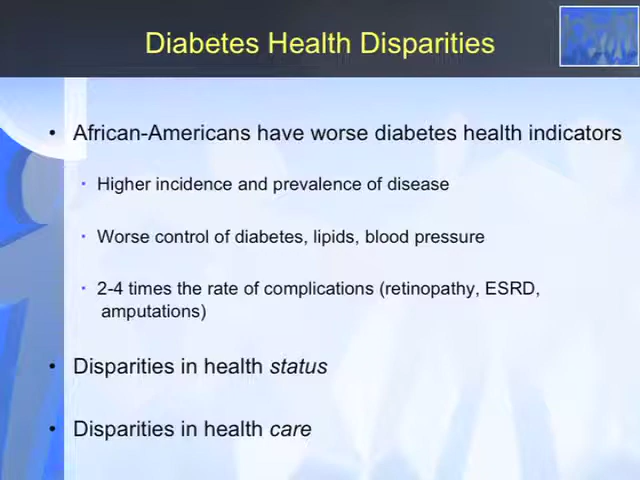 Diabetes Health Disparities
• African-Americans have worse diabetes health indicators
• Higher incidence and prevalence of disease
• Worse control of diabetes, lipids, blood pressure
• 2-4 times the rate of complications (retinopathy, ESRD,
amputations)
• Disparities in health status
• Disparities in health care